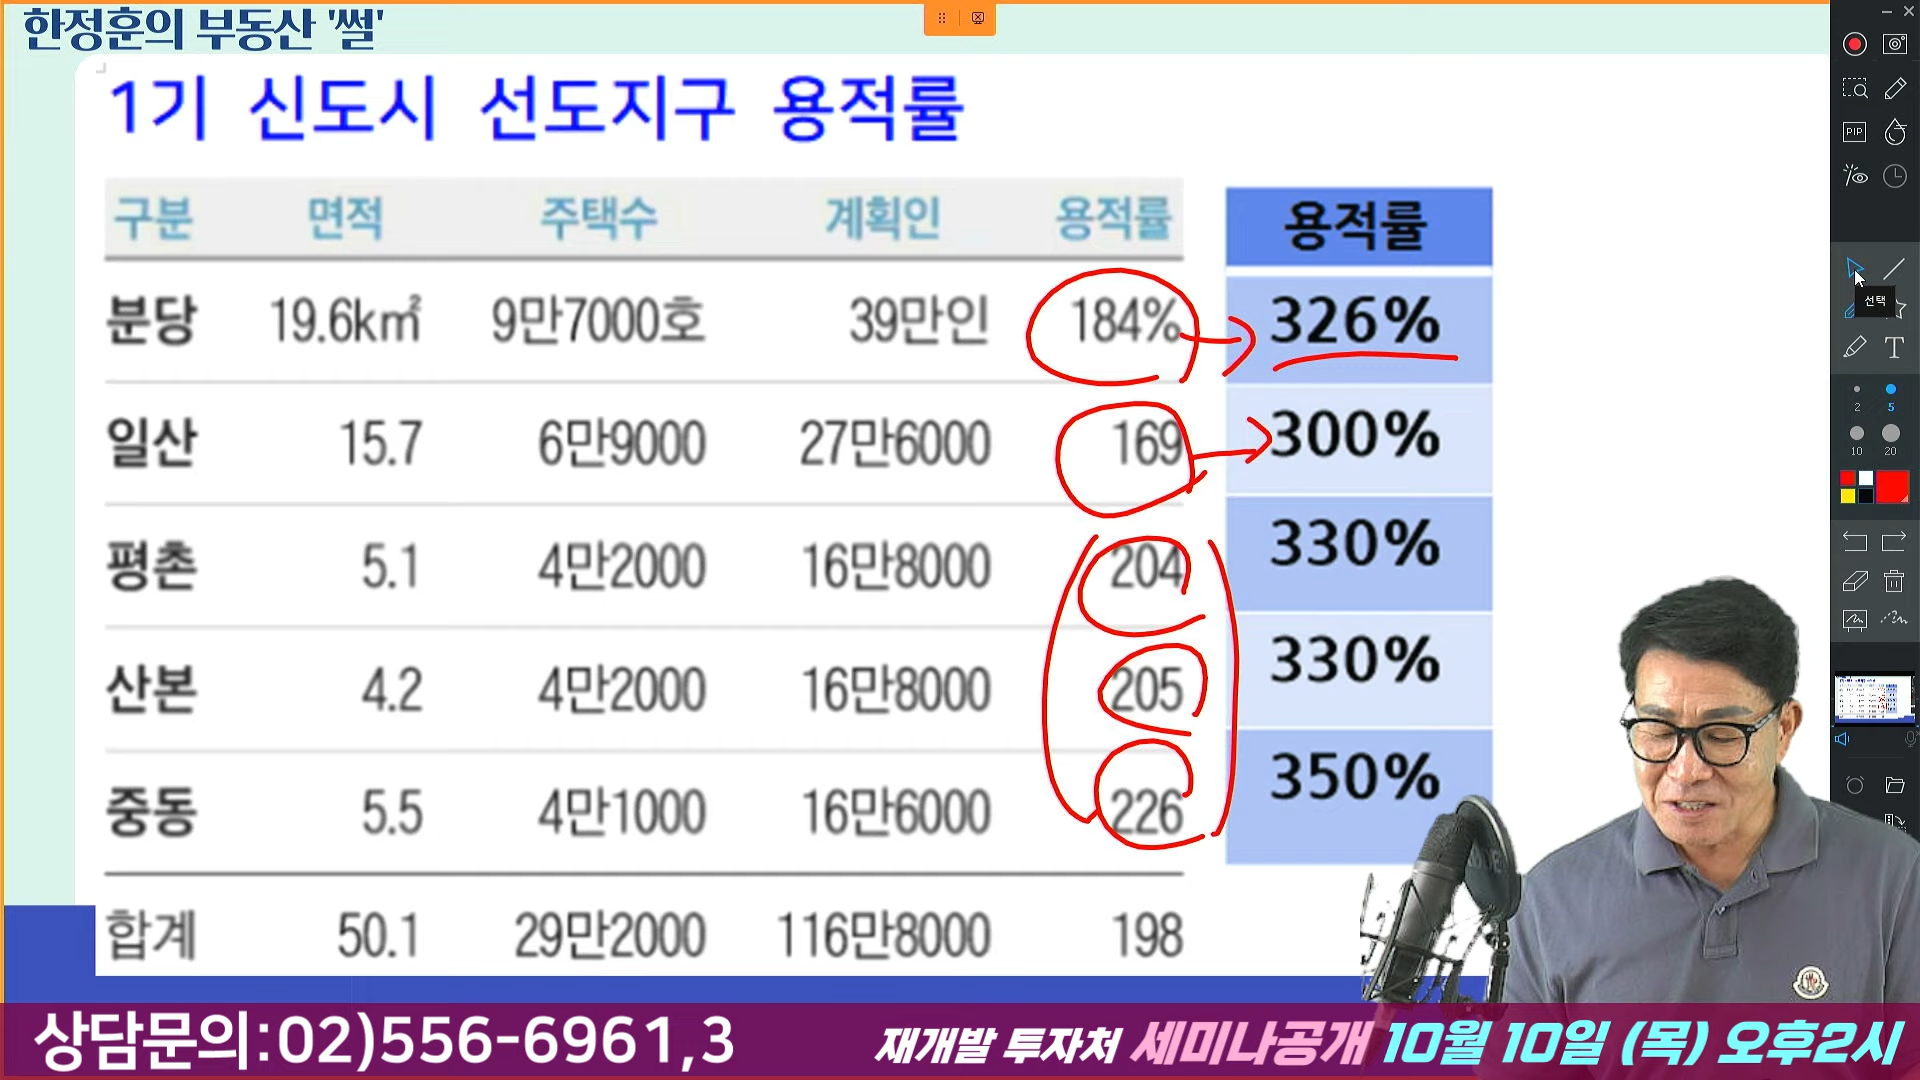 한정훈의 부동산 '썰'
1기 신도시 선도지구 용적률
구분 면적 주택수 계획인 용적률 용적률
분당 19.6㎢ 9만7000호 39만인 184% 326%
일산 15.7 6만9000 27만6000 169 300%
평촌 5.1 4만2000 16만8000 204 330%
산본 4.2 4만2000 16만8000 205 330%
중동 5.5 4만1000 16만6000 226 350%
합계 50.1 29만2000 116만8000 198
상담문의:02)556-6961,3
재개발 투자처 세미나공개 10월 10일 (목) 오후2시
PIP
선택
T
2 5
10 20